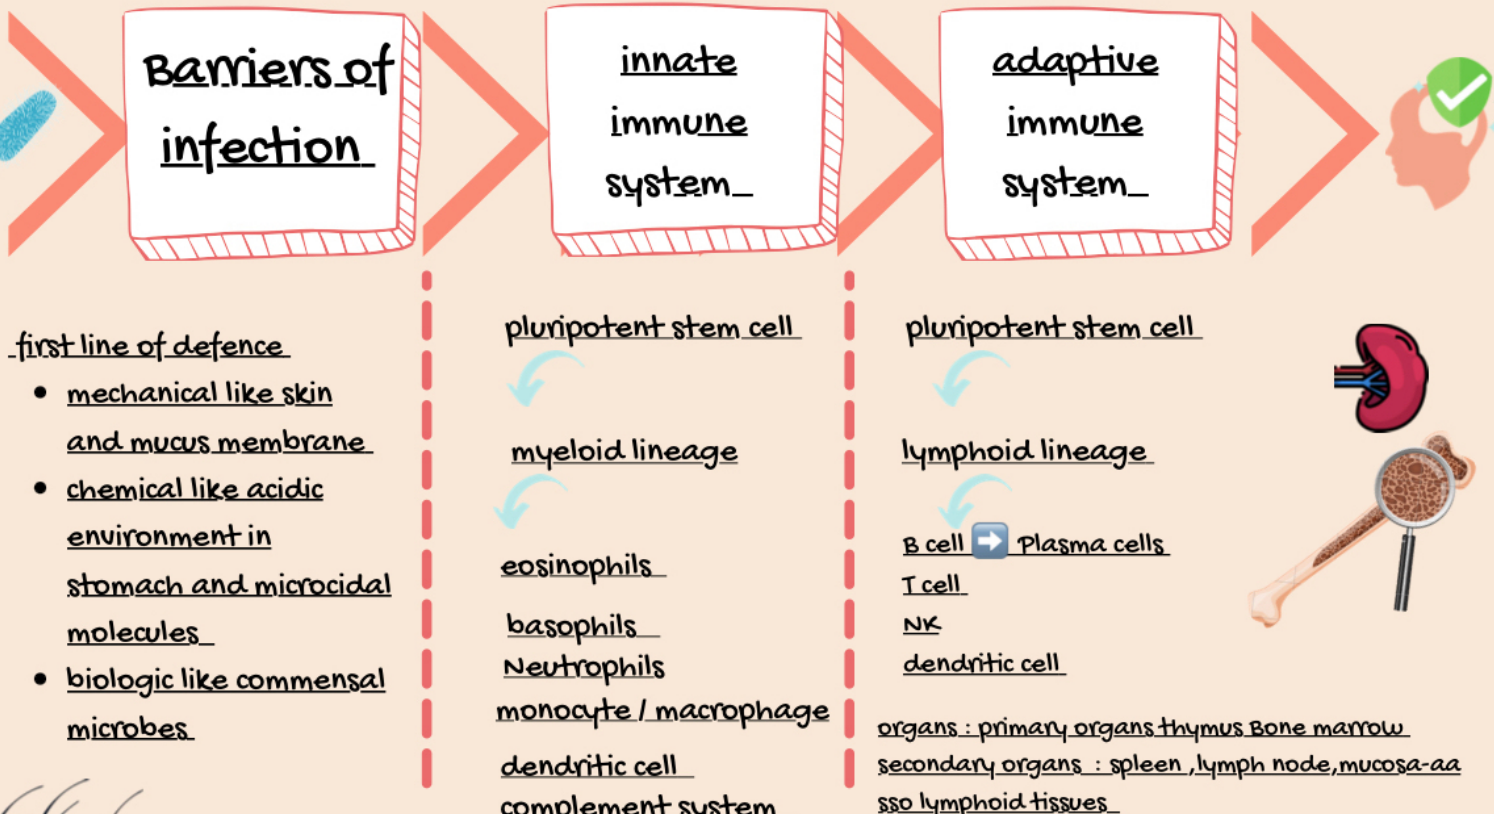 Barriers of
infection
innate
immune
system
adaptive
immune
system
first line of defence
mechanical like skin
and mucus membrane
chemical like acidic
environment in
stomach and microcidal
molecules
biologic like commensal
microbes
pluripotent stem cell
myeloid lineage
eosinophils
basophils
Neutrophils
monocyte / macrophage
dendritic cell
complement system
pluripotent stem cell
lymphoid lineage
B cell ➡️ Plasma cells
T cell
NK
dendritic cell
organs : primary organs thymus Bone marrow
secondary organs : spleen ,lymph node,mucosa-aa
sso lymphoid tissues